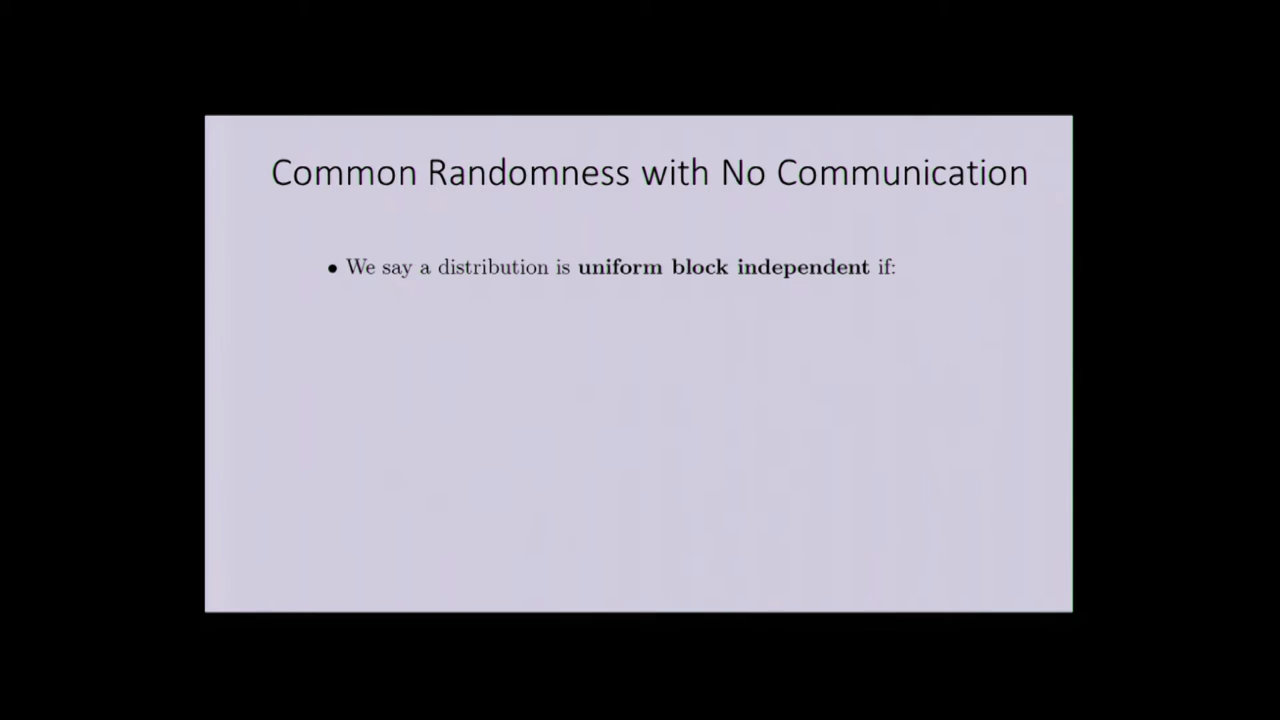 Common Randomness with No Communication
• We say a distribution is uniform block independent if: